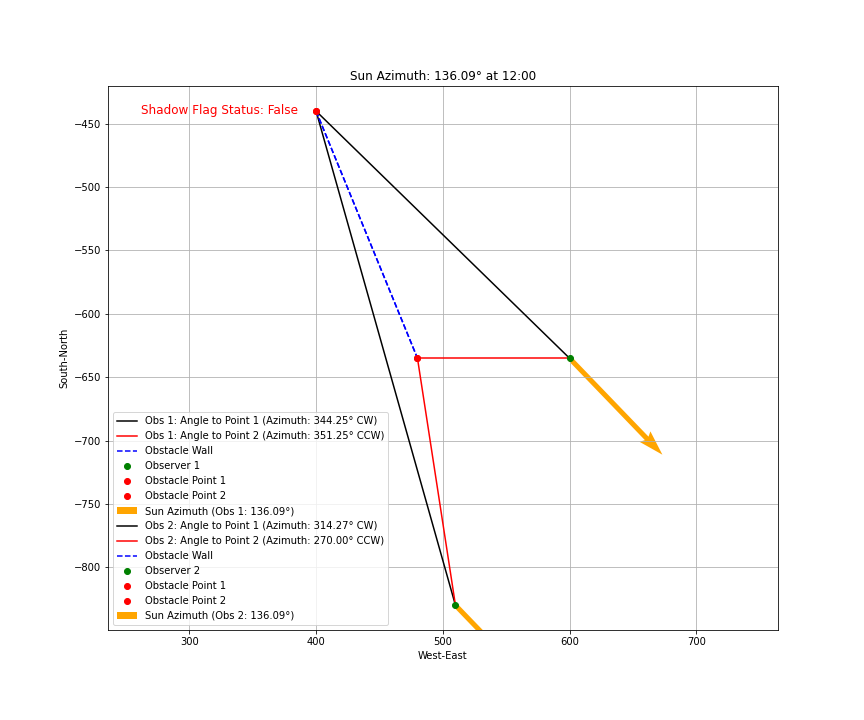 Sun Azimuth: 136.09° at 12:00
Shadow Flag Status: False
−450
−500
−550
−600
−650
−700
−750
−800
South-North
Obs 1: Angle to Point 1 (Azimuth: 344.25° CW)
Obs 1: Angle to Point 2 (Azimuth: 351.25° CCW)
Obstacle Wall
Observer 1
Obstacle Point 1
Obstacle Point 2
Sun Azimuth (Obs 1: 136.09°)
Obs 2: Angle to Point 1 (Azimuth: 314.27° CW)
Obs 2: Angle to Point 2 (Azimuth: 270.00° CCW)
Obstacle Wall
Observer 2
Obstacle Point 1
Obstacle Point 2
Sun Azimuth (Obs 2: 136.09°)
300 400 500 600 700
West-East